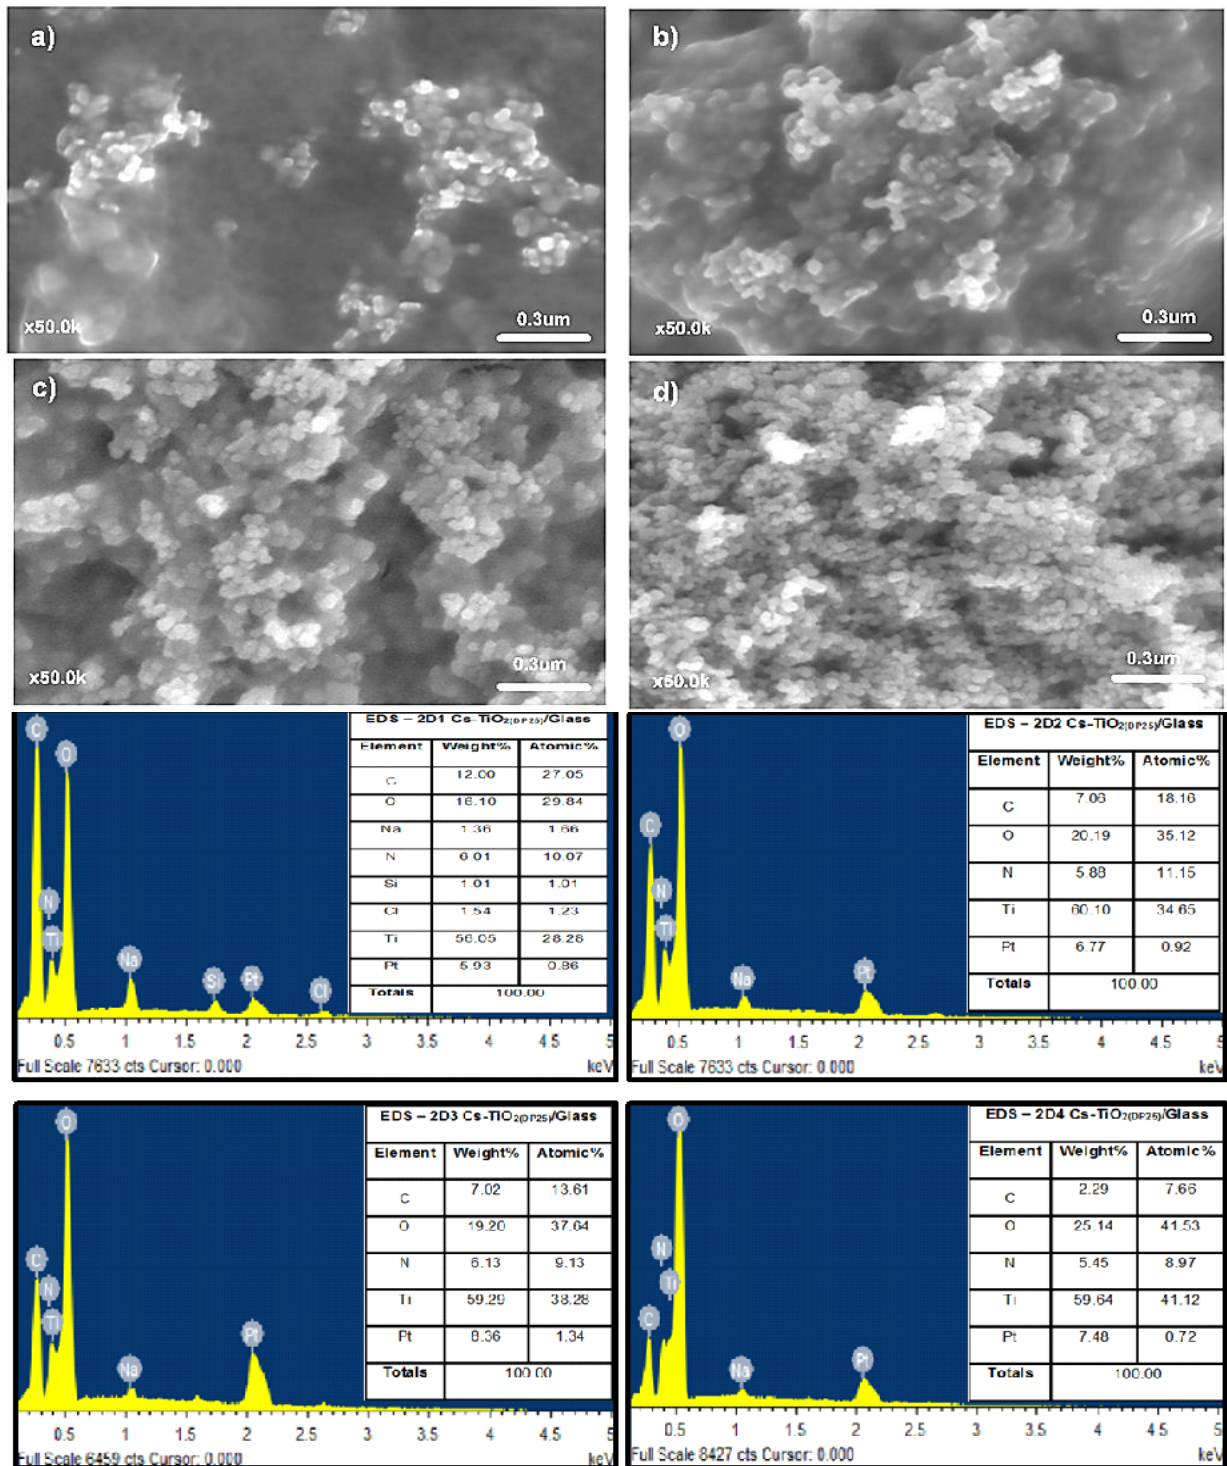 a)
x50.0k
0.3um
b)
x50.0k
0.3um
c)
x50.0k
0.3um
d)
x50.0k
0.3um
EDS – 2D1 Cs-TiO2(DP25)/Glass
Element Weight% Atomic%
C 12.00 27.05
O 16.10 29.84
Na 1.36 1.66
N 6.01 10.07
Si 1.01 1.01
Cl 1.54 1.23
Ti 56.05 28.28
Pt 5.93 0.86
Totals 100.00
C
O
N
Ti
Na
Si
Pt
Cl
0.5 1 1.5 2 2.5 3 3.5 4 4.5 5
Full Scale 7633 cts Cursor: 0.000 keV
EDS – 2D2 Cs-TiO2(DP25)/Glass
Element Weight% Atomic%
C 7.06 18.16
O 20.19 35.12
N 5.88 11.15
Ti 60.10 34.65
Pt 6.77 0.92
Totals 100.00
O
C
N
Ti
Na
Pt
0.5 1 1.5 2 2.5 3 3.5 4 4.5 5
Full Scale 7633 cts Cursor: 0.000 keV
EDS – 2D3 Cs-TiO2(DP25)/Glass
Element Weight% Atomic%
C 7.02 13.61
O 19.20 37.64
N 6.13 9.13
Ti 59.29 38.28
Pt 8.36 1.34
Totals 100.00
O
C
N
Ti
Na
Pt
0.5 1 1.5 2 2.5 3 3.5 4 4.5 5
Full Scale 6459 cts Cursor: 0.000 keV
EDS – 2D4 Cs-TiO2(DP25)/Glass
Element Weight% Atomic%
C 2.29 7.66
O 25.14 41.53
N 5.45 8.97
Ti 59.64 41.12
Pt 7.48 0.72
Totals 100.00
O
N
Ti
C
Na
Pt
0.5 1 1.5 2 2.5 3 3.5 4 4.5 5
Full Scale 8427 cts Cursor: 0.000 keV